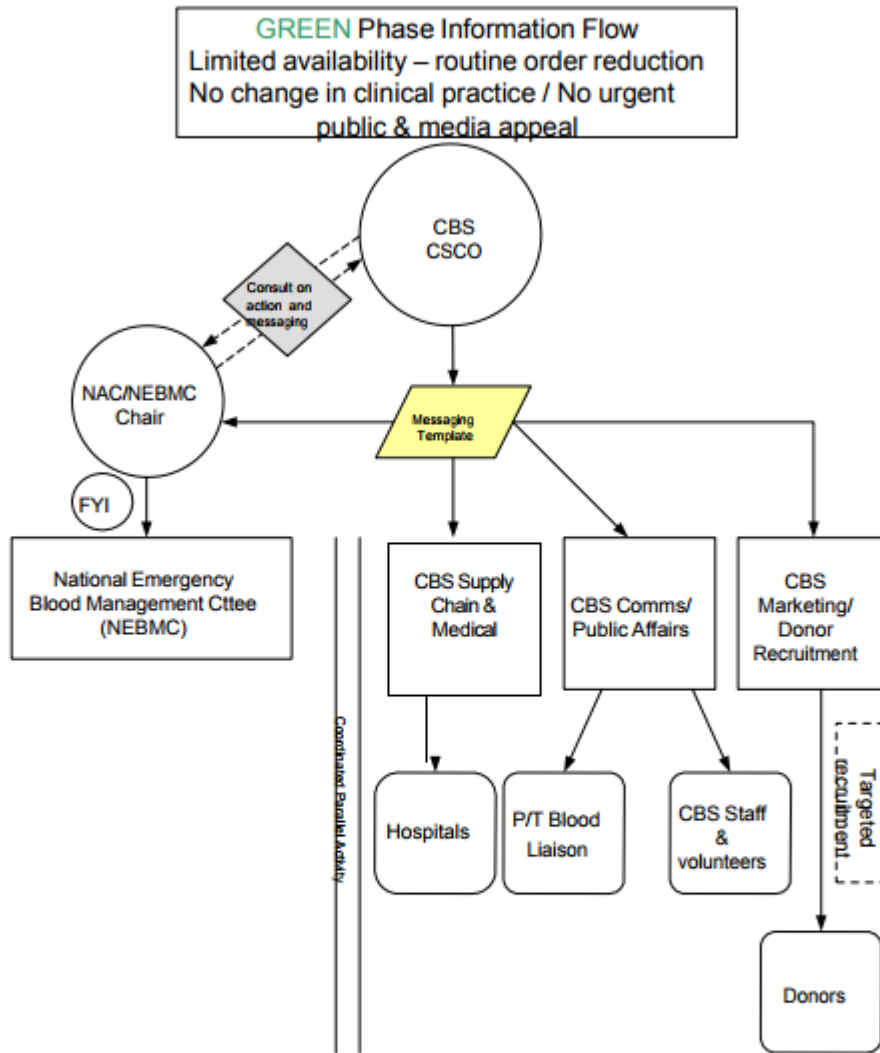 GREEN Phase Information Flow
Limited availability – routine order reduction
No change in clinical practice / No urgent
public & media appeal
CBS
CSCO
Consult on
action and
messaging
NAC/NEBMC
Chair
Messaging
Template
FYI
National Emergency
Blood Management Cttee
(NEBMC)
CBS Supply
Chain &
Medical
CBS Comms/
Public Affairs
CBS
Marketing/
Donor
Recruitment
Coordinated Parallel Activity
Hospitals
P/T Blood
Liaison
CBS Staff
&
volunteers
Targeted
recruitment
Donors